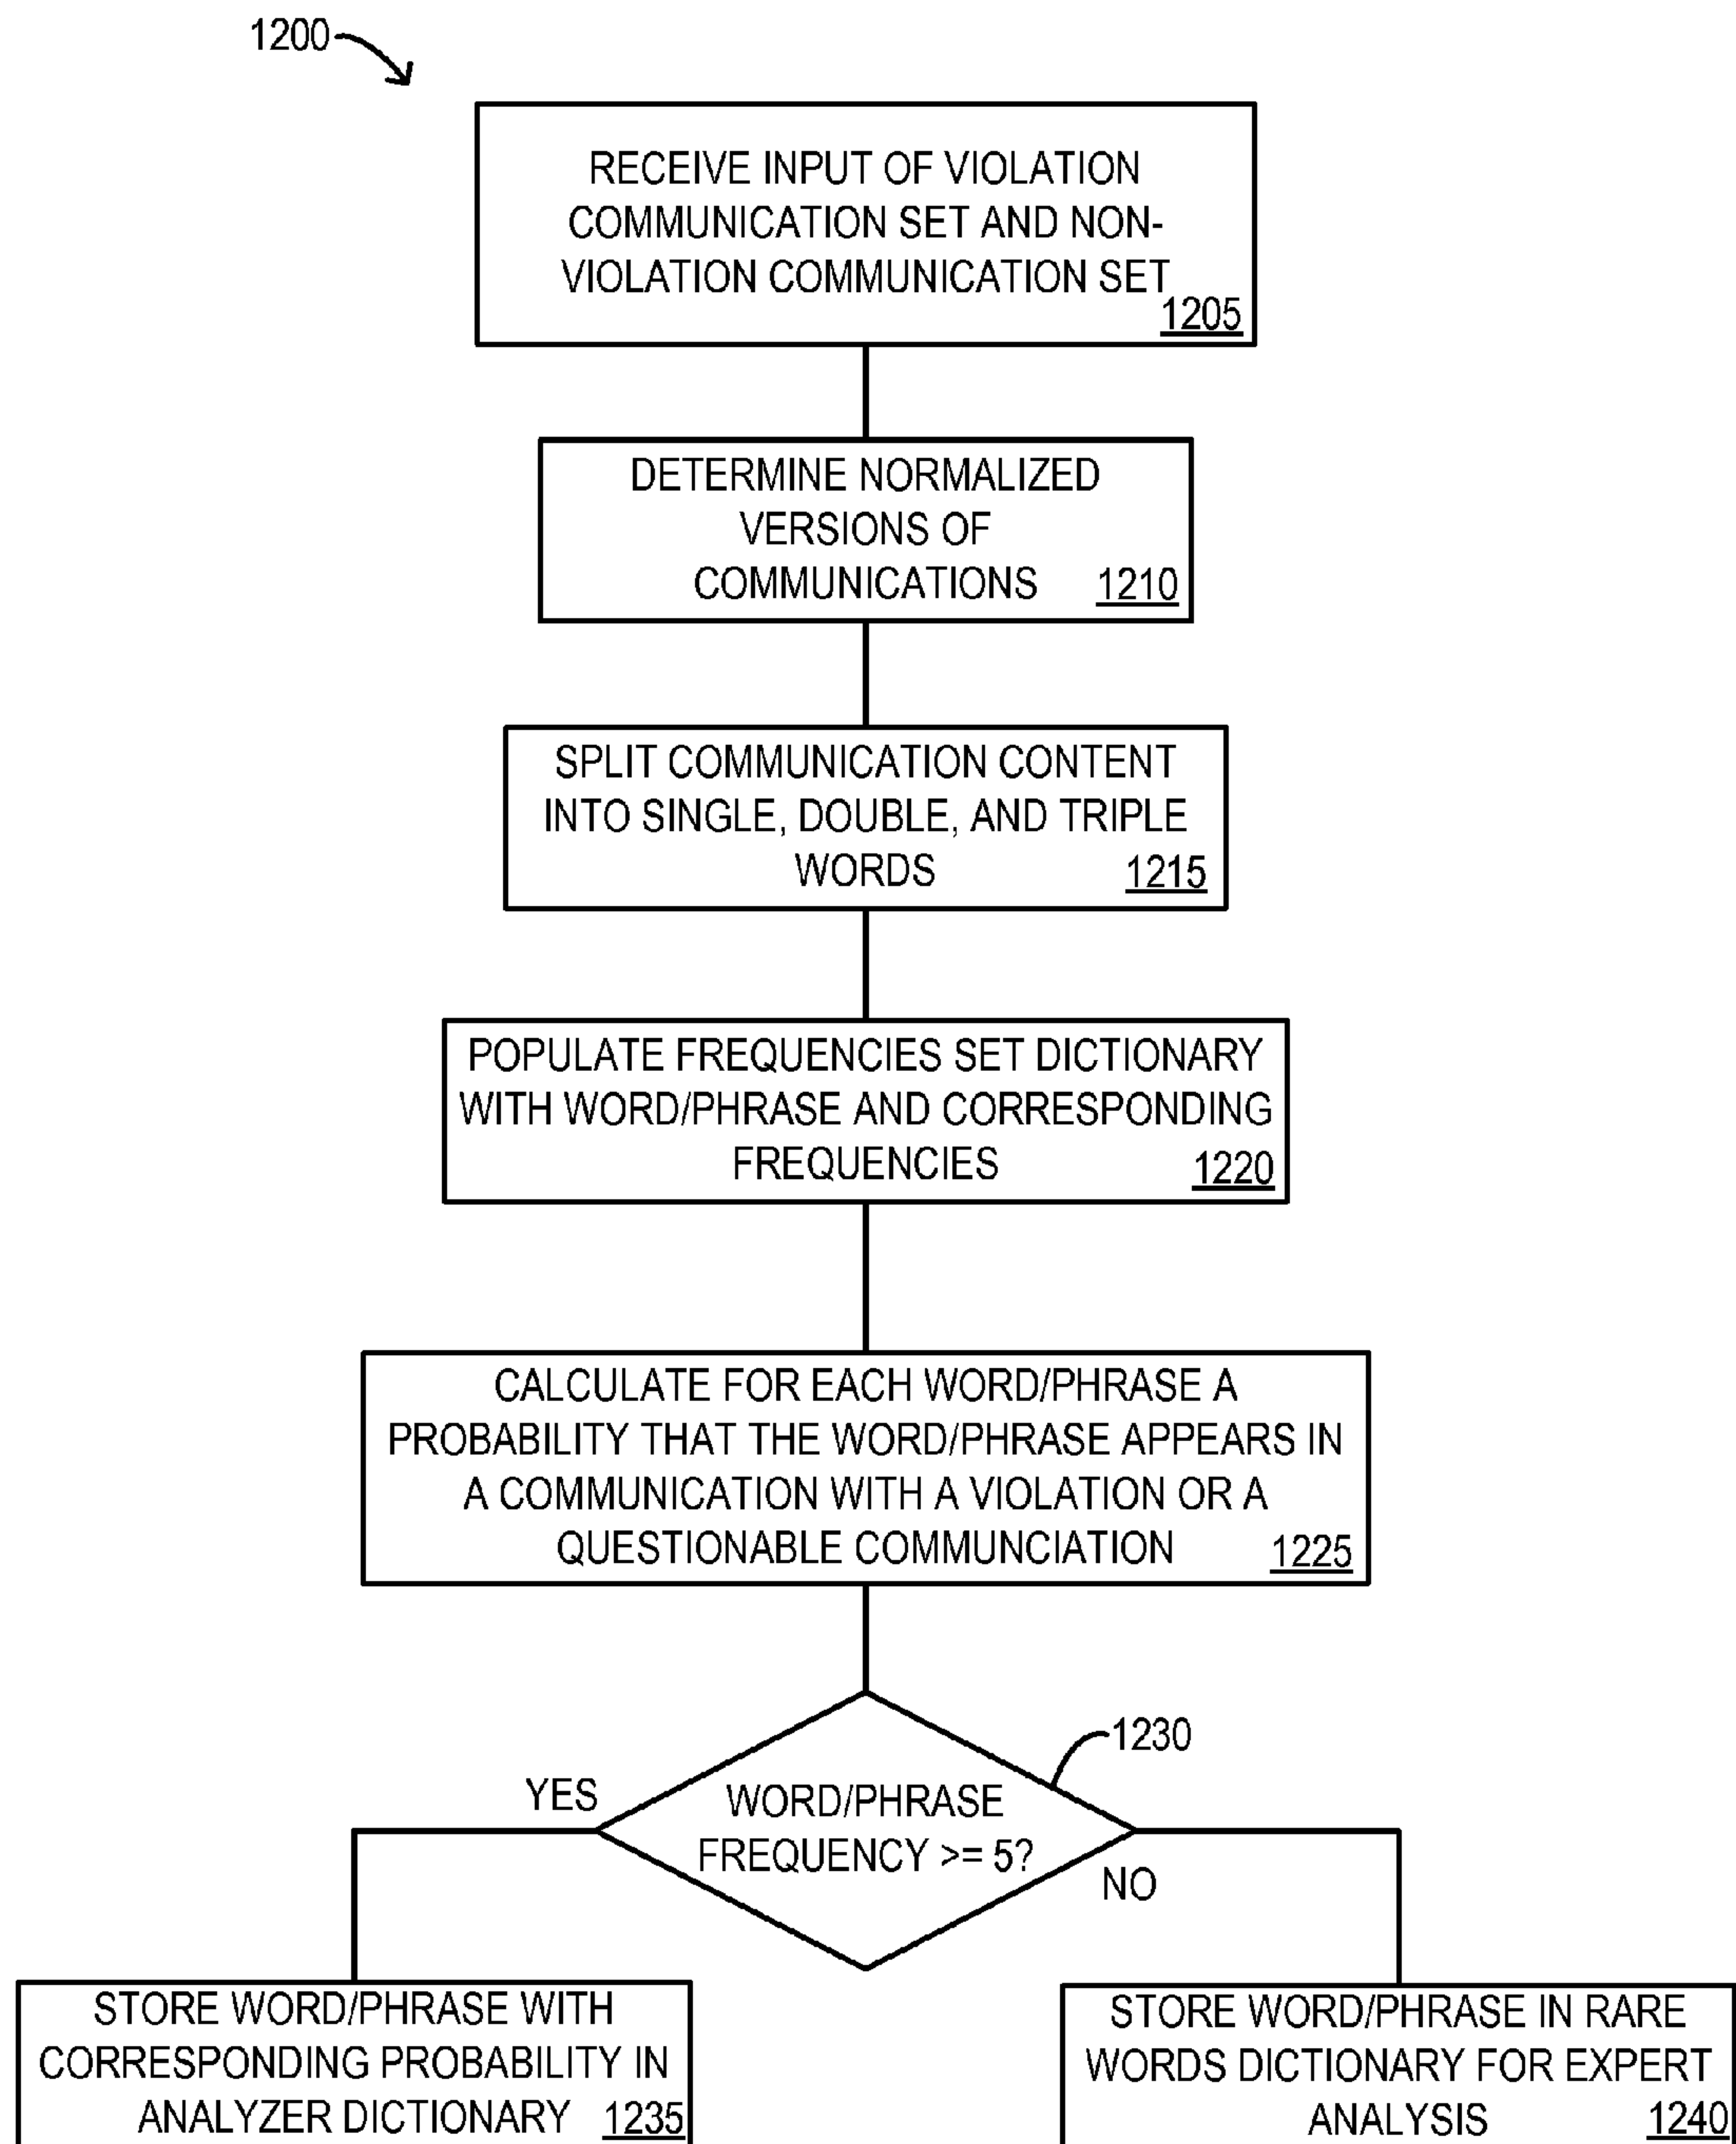 1200
RECEIVE INPUT OF VIOLATION
COMMUNICATION SET AND NON-
VIOLATION COMMUNICATION SET
1205
DETERMINE NORMALIZED
VERSIONS OF
COMMUNICATIONS 1210
SPLIT COMMUNICATION CONTENT
INTO SINGLE, DOUBLE, AND TRIPLE
WORDS 1215
POPULATE FREQUENCIES SET DICTIONARY
WITH WORD/PHRASE AND CORRESPONDING
FREQUENCIES 1220
CALCULATE FOR EACH WORD/PHRASE A
PROBABILITY THAT THE WORD/PHRASE APPEARS IN
A COMMUNICATION WITH A VIOLATION OR A
QUESTIONABLE COMMUNCIATION 1225
1230
YES
WORD/PHRASE
FREQUENCY >= 5?
NO
STORE WORD/PHRASE WITH
CORRESPONDING PROBABILITY IN
ANALYZER DICTIONARY 1235
STORE WORD/PHRASE IN RARE
WORDS DICTIONARY FOR EXPERT
ANALYSIS 1240